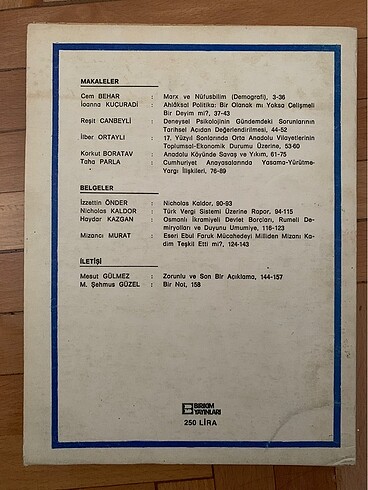 MAKALELER
Cem BEHAR : Marx ve Nüfusbilim (Demografi), 3-36
İoanna KUÇURADİ : Ahlâksal Politika: Bir Olanak mı Yoksa Çelişmeli
Bir Deyim mi?, 37-43
Reşit CANBEYLİ : Deneysel Psikolojinin Gündemdeki Sorunlarının
Tarihsel Açıdan Değerlendirilmesi, 44-52
İlber ORTAYLI : 17. Yüzyıl Sonlarında Orta Anadolu Vilayetlerinin
Toplumsal-Ekonomik Durumu Üzerine, 53-60
Korkut BORATAV : Anadolu Köyünde Savaş ve Yıkım, 61-75
Taha PARLA : Cumhuriyet Anayasalarında Yasama-Yürütme-
Yargı İlişkileri, 76-89
BELGELER
İzzettin ÖNDER : Nicholas Kaldor, 90-93
Nicholas KALDOR : Türk Vergi Sistemi Üzerine Rapor, 94-115
Haydar KAZGAN : Osmanlı İkramiyeli Devlet Borçları, Rumeli De-
miryolları ve Duyunu Umumiye, 116-123
Mizancı MURAT : Eseri Ebul Faruk Mücahedeyi Milliden Mizanı Ka-
dim Teşkil Etti mi?, 124-143
İLETİŞİ
Mesut GÜLMEZ : Zorunlu ve Son Bir Açıklama, 144-157
M. Şehmus GÜZEL : Bir Not, 158
BİRİKİM
YAYINLARI
250 LİRA